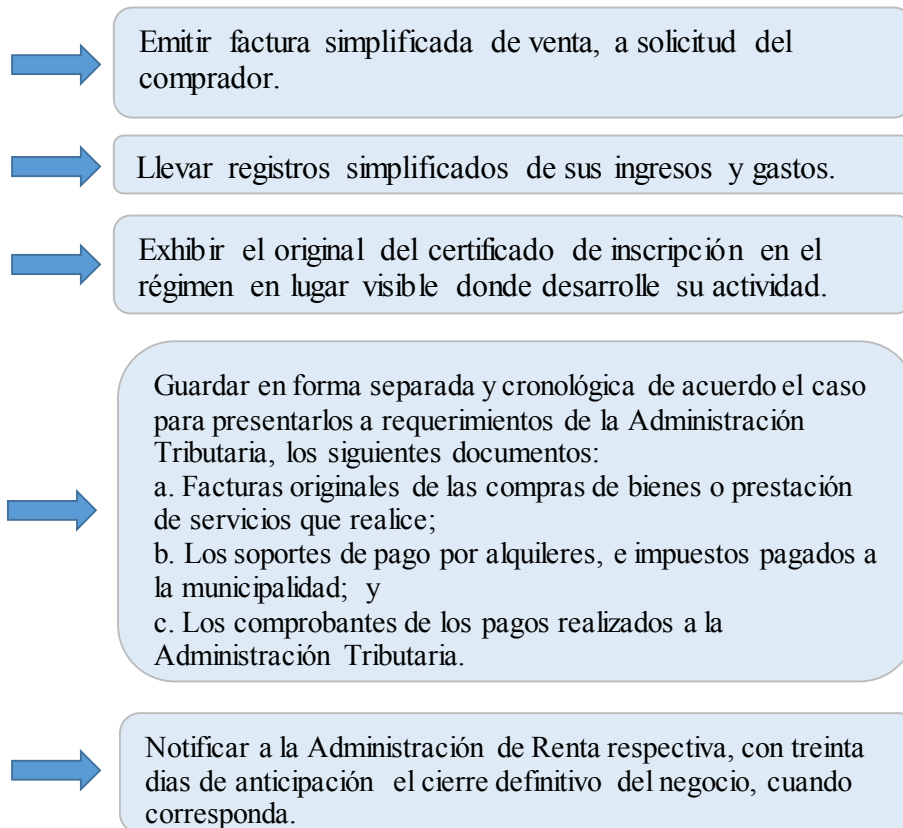 Emitir factura simplificada de venta, a solicitud del
comprador.
Llevar registros simplificados de sus ingresos y gastos.
Exhibir el original del certificado de inscripción en el
régimen en lugar visible donde desarrolle su actividad.
Guardar en forma separada y cronológica de acuerdo el caso
para presentarlos a requerimientos de la Administración
Tributaria, los siguientes documentos:
a. Facturas originales de las compras de bienes o prestación
de servicios que realice;
b. Los soportes de pago por alquileres, e impuestos pagados a
la municipalidad; y
c. Los comprobantes de los pagos realizados a la
Administración Tributaria.
Notificar a la Administración de Renta respectiva, con treinta
dias de anticipación el cierre definitivo del negocio, cuando
corresponda.